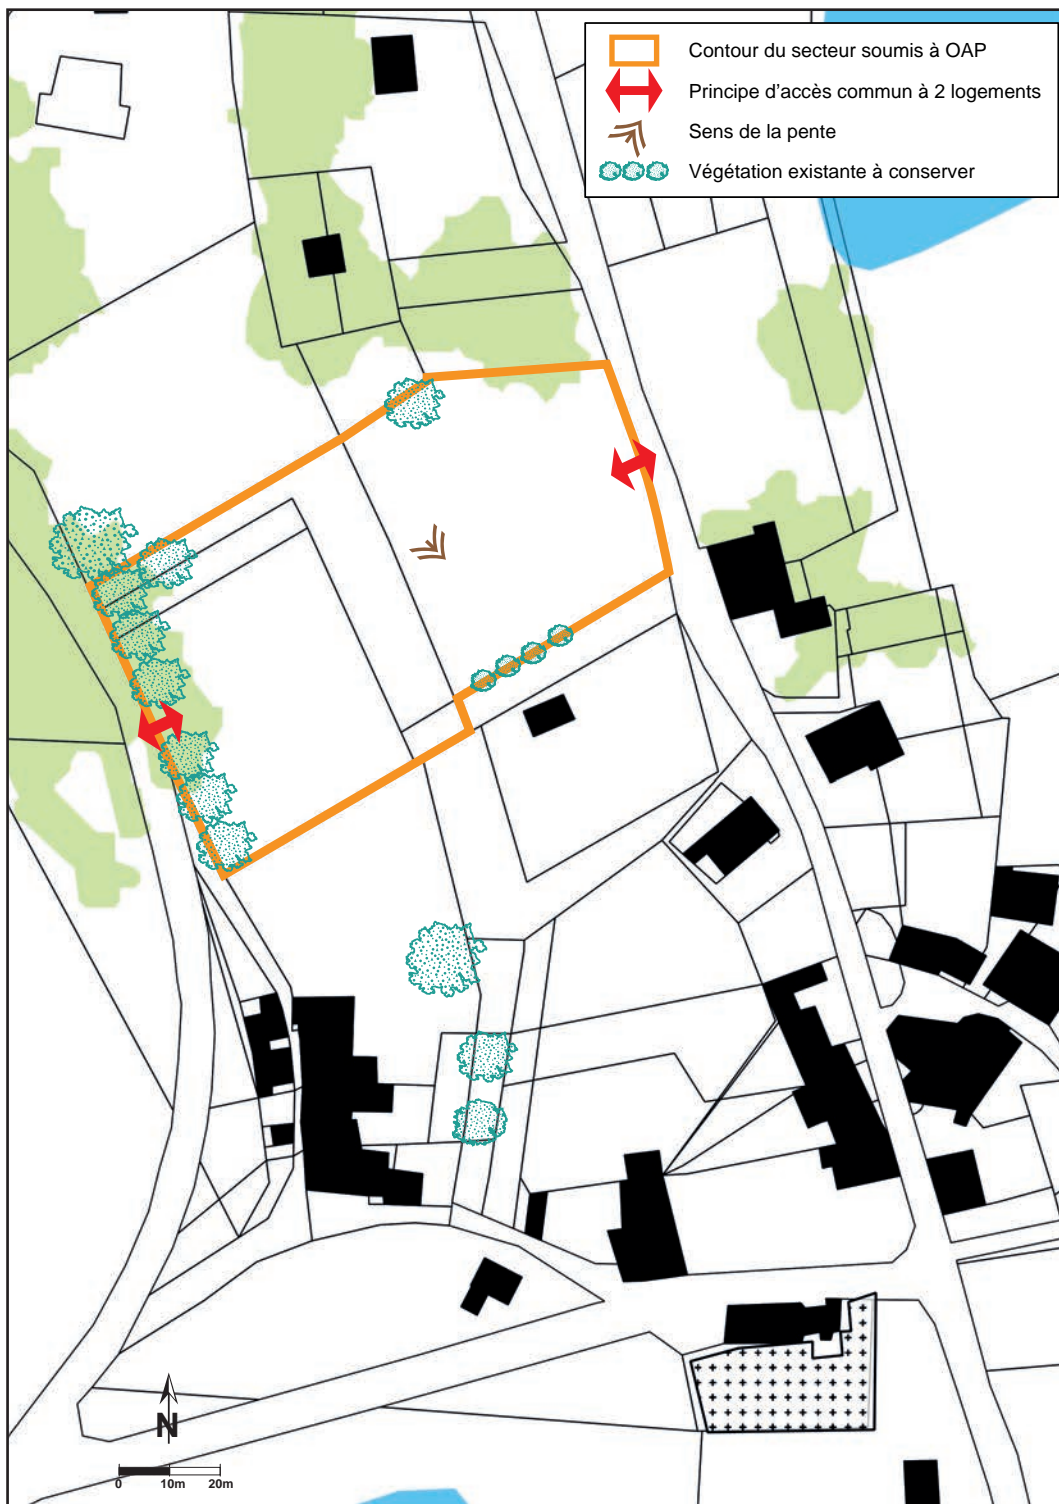 Contour du secteur soumis à OAP
Principe d'accès commun à 2 logements
Sens de la pente
Végétation existante à conserver
N
0 10m 20m